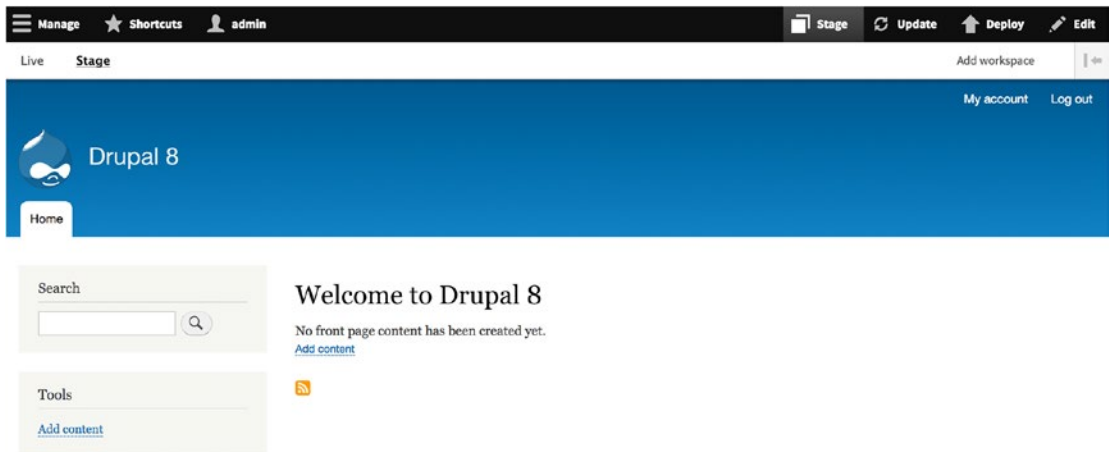 Manage Shortcuts admin Stage Update Deploy Edit
Live Stage Add workspace
My account Log out
Drupal 8
Home
Search
Welcome to Drupal 8
No front page content has been created yet.
Add content
Tools
Add content